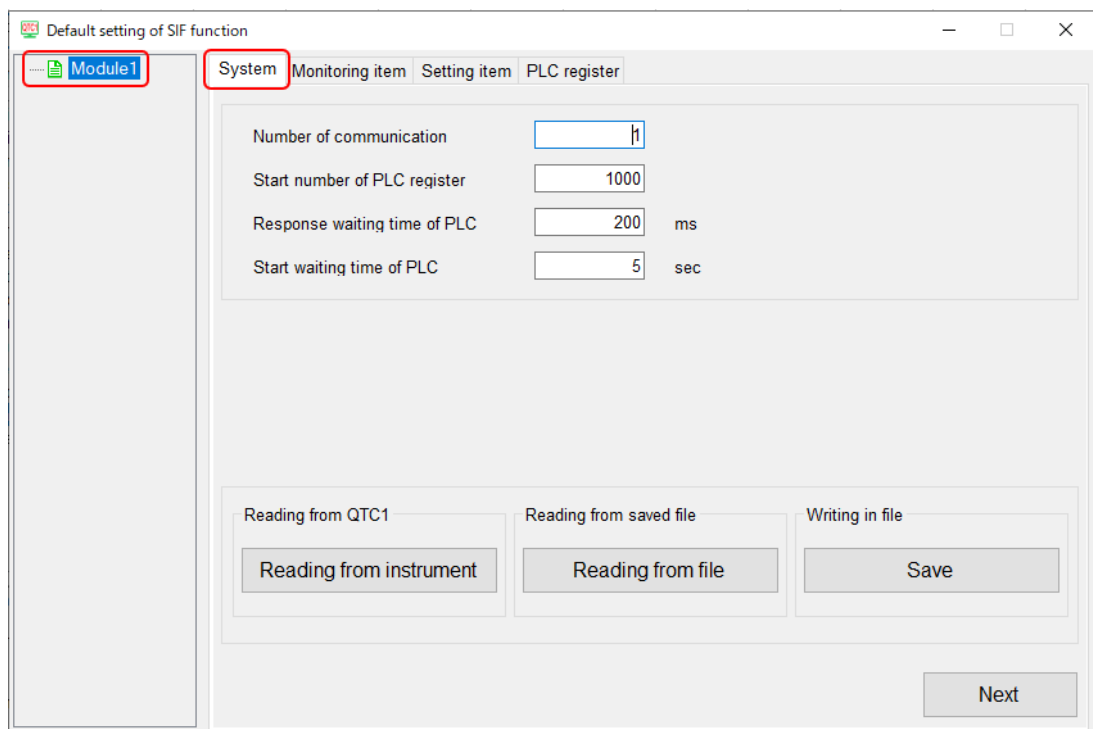 QTC1 Default setting of SIF function
Module1
System Monitoring item Setting item PLC register
Number of communication 1
Start number of PLC register 1000
Response waiting time of PLC 200 ms
Start waiting time of PLC 5 sec
Reading from QTC1 Reading from saved file Writing in file
Reading from instrument Reading from file Save
Next